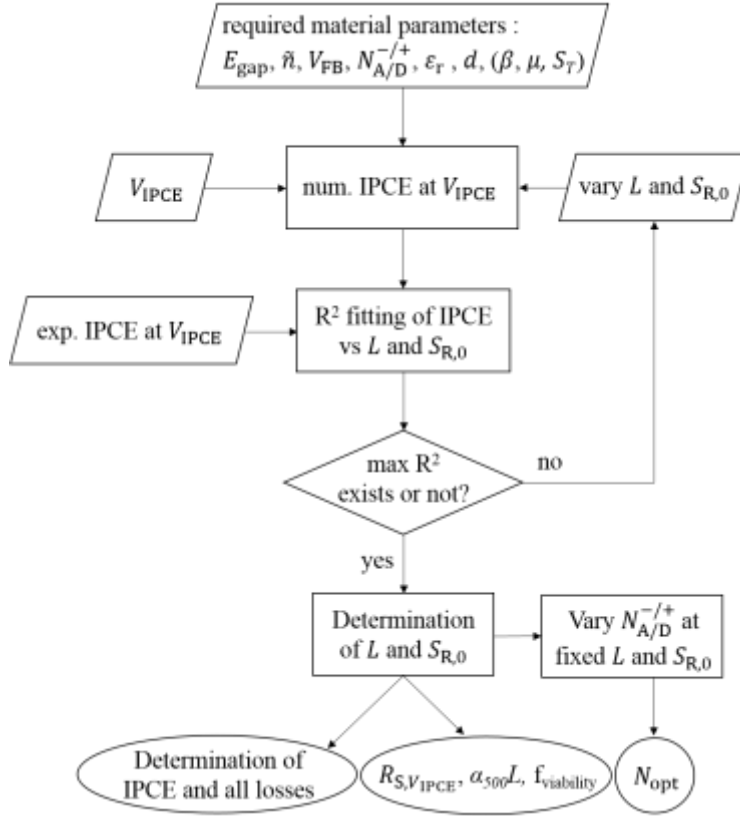 required material parameters :
E_gap, ñ, V_FB, N_A/D^-/+, ε_r , d, (β, μ, S_T)
V_IPCE
num. IPCE at V_IPCE
vary L and S_R,0
exp. IPCE at V_IPCE
R² fitting of IPCE
vs L and S_R,0
max R²
exists or not?
no
yes
Determination
of L and S_R,0
Vary N_A/D^-/+ at
fixed L and S_R,0
Determination of
IPCE and all losses
R_S,V_IPCE, α_500L, f_viability
N_opt